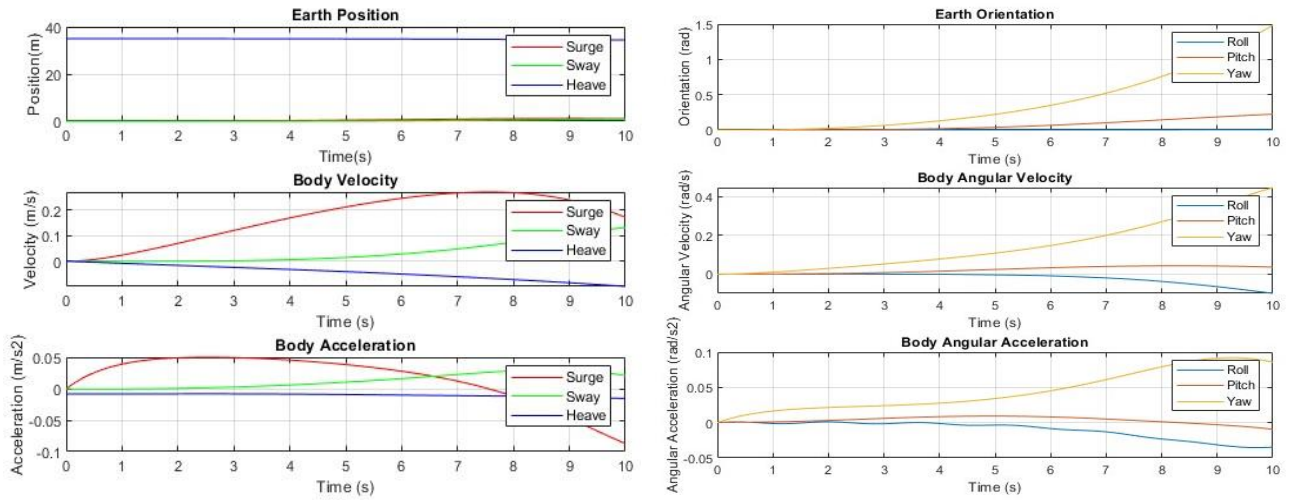 Earth Position
Position(m)
40
20
0
Surge
Sway
Heave
0 1 2 3 4 5 6 7 8 9 10
Time(s)
Body Velocity
Velocity (m/s)
0.2
0.1
0
Surge
Sway
Heave
0 1 2 3 4 5 6 7 8 9 10
Time (s)
Body Acceleration
Acceleration (m/s2)
0.05
0
-0.05
-0.1
Surge
Sway
Heave
0 1 2 3 4 5 6 7 8 9 10
Time (s)
Earth Orientation
Orientation (rad)
1.5
1
0.5
0
Roll
Pitch
Yaw
0 1 2 3 4 5 6 7 8 9 10
Time (s)
Body Angular Velocity
Angular Velocity (rad/s)
0.4
0.2
0
Roll
Pitch
Yaw
0 1 2 3 4 5 6 7 8 9 10
Time (s)
Body Angular Acceleration
Angular Acceleration (rad/s2)
0.1
0.05
0
-0.05
Roll
Pitch
Yaw
0 1 2 3 4 5 6 7 8 9 10
Time (s)